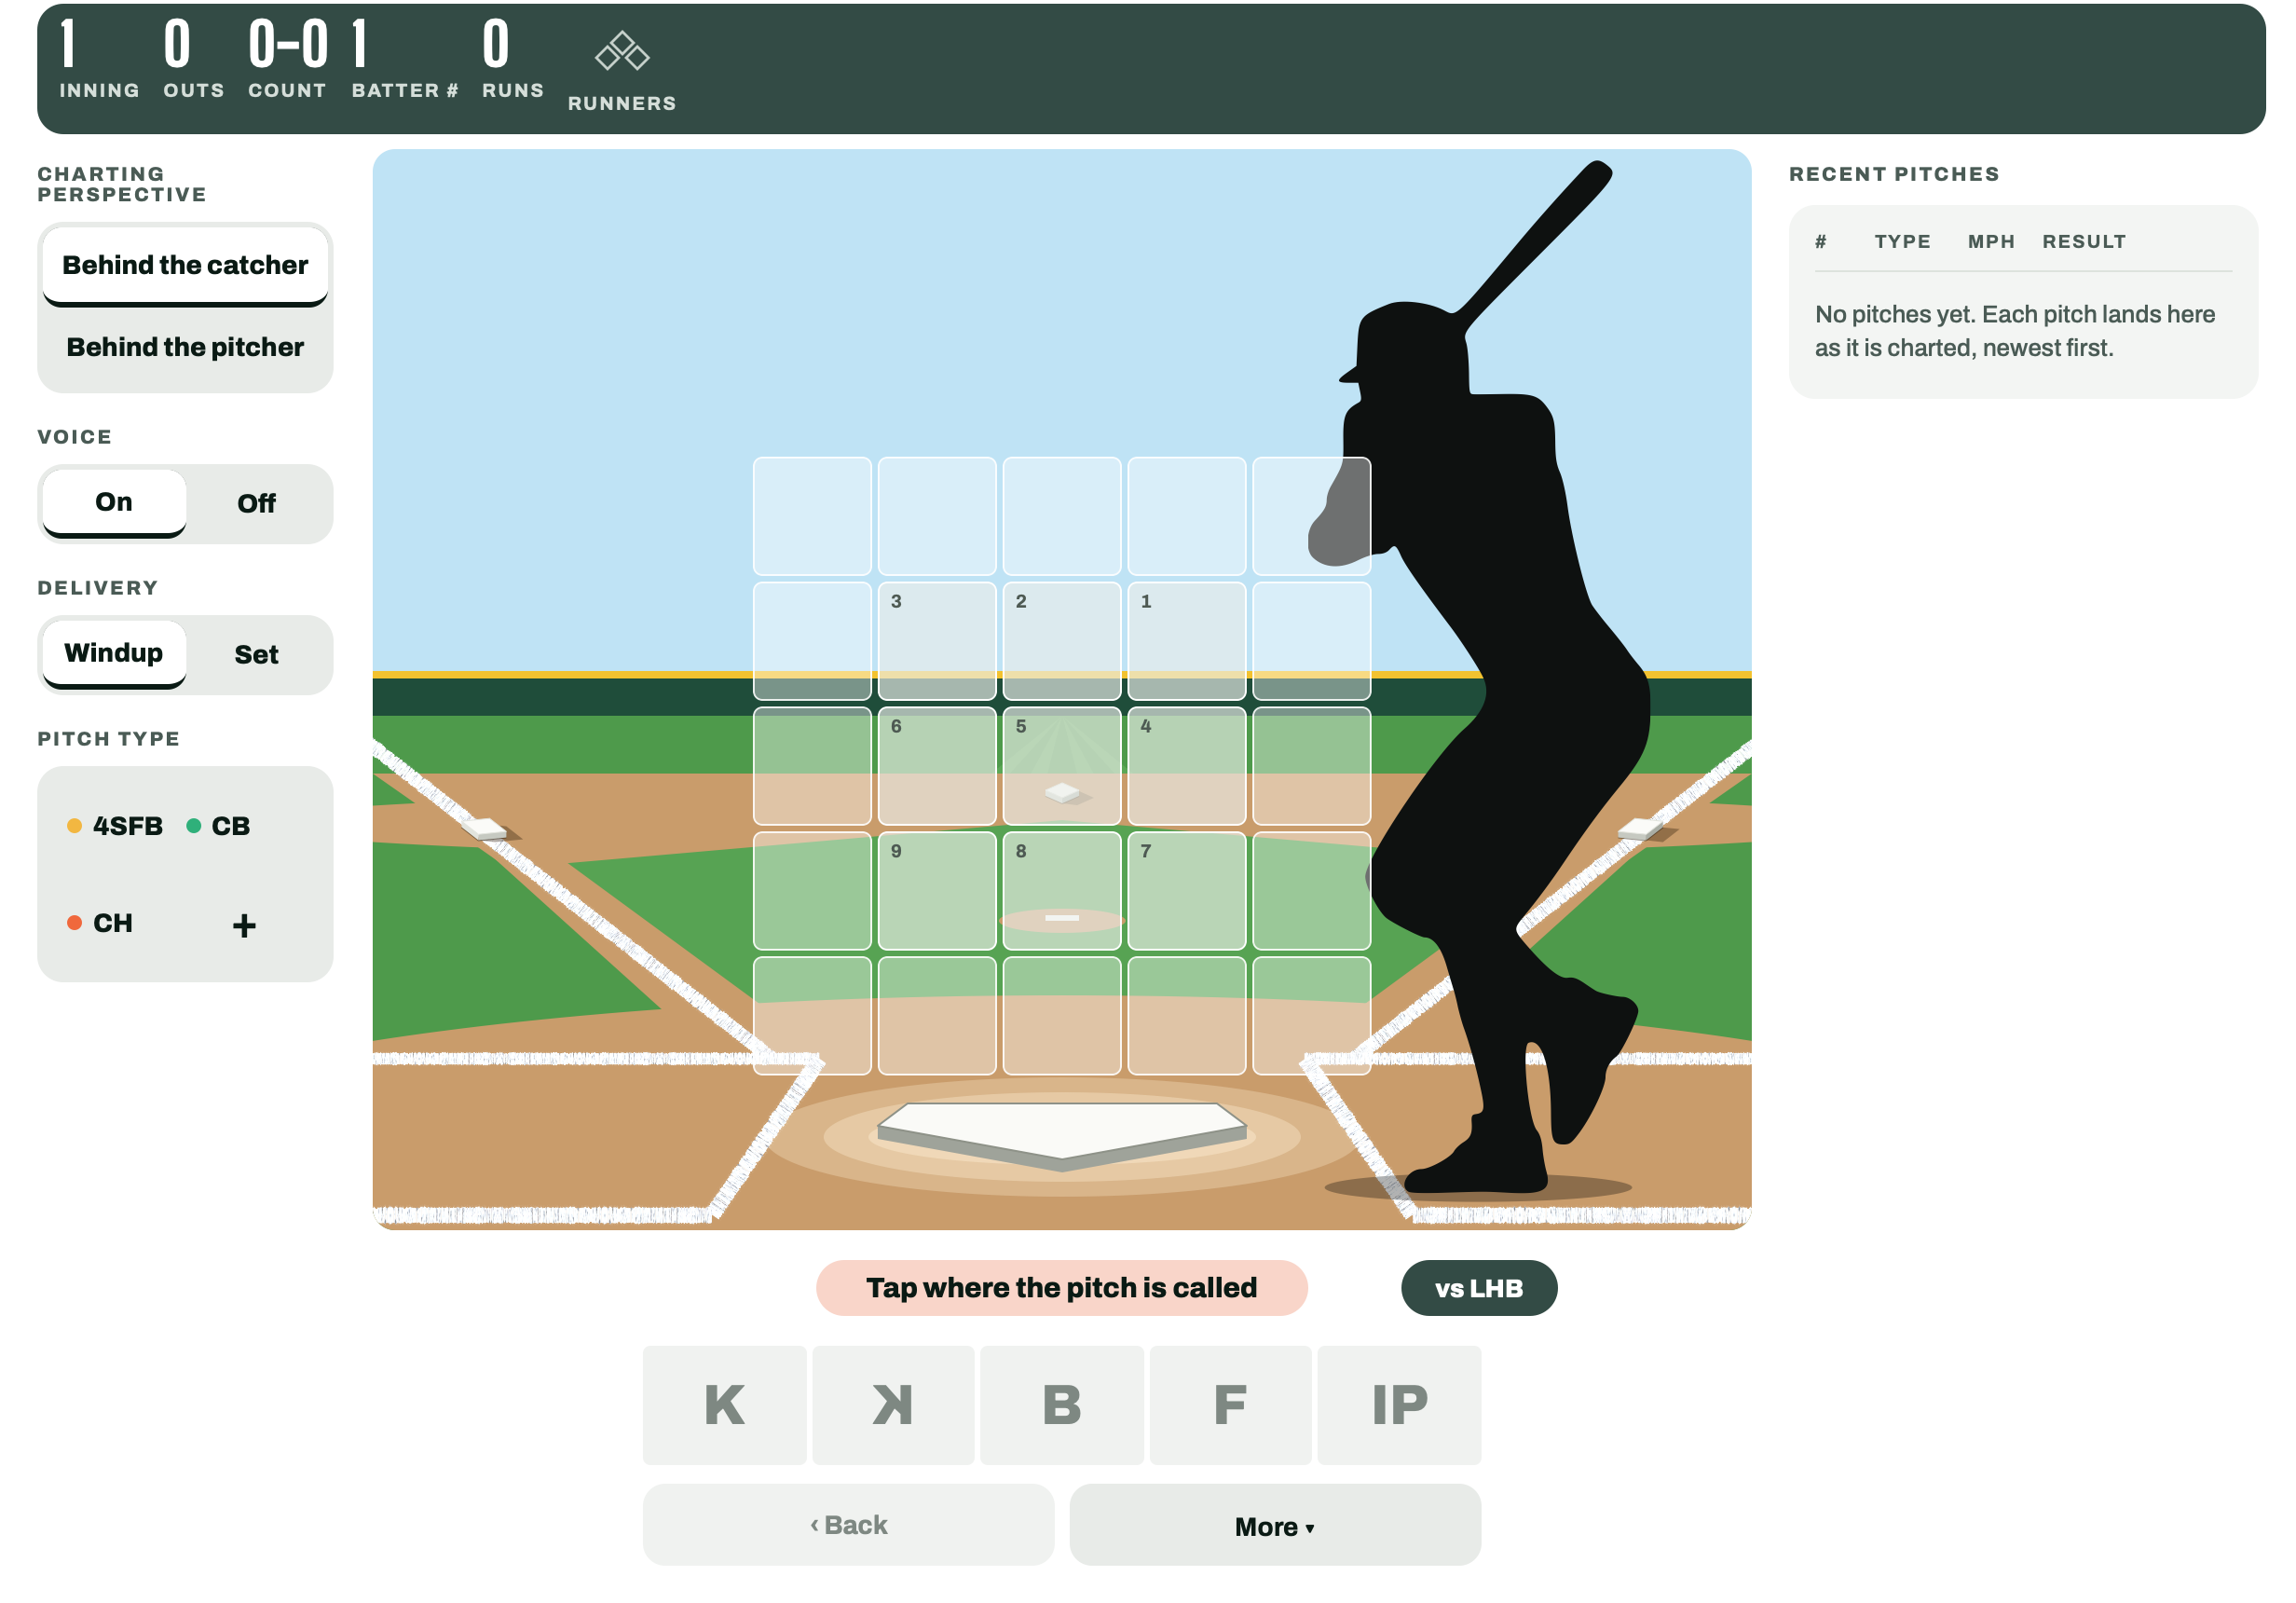 1 0 0-0 1 0
INNING OUTS COUNT BATTER # RUNS RUNNERS
CHARTING
PERSPECTIVE
Behind the catcher
Behind the pitcher
VOICE
On Off
DELIVERY
Windup Set
PITCH TYPE
4SFB CB
CH +
3 2 1
6 5 4
9 8 7
RECENT PITCHES
# TYPE MPH RESULT
No pitches yet. Each pitch lands here
as it is charted, newest first.
Tap where the pitch is called
vs LHB
K ꓘ B F IP
‹ Back
More ▾